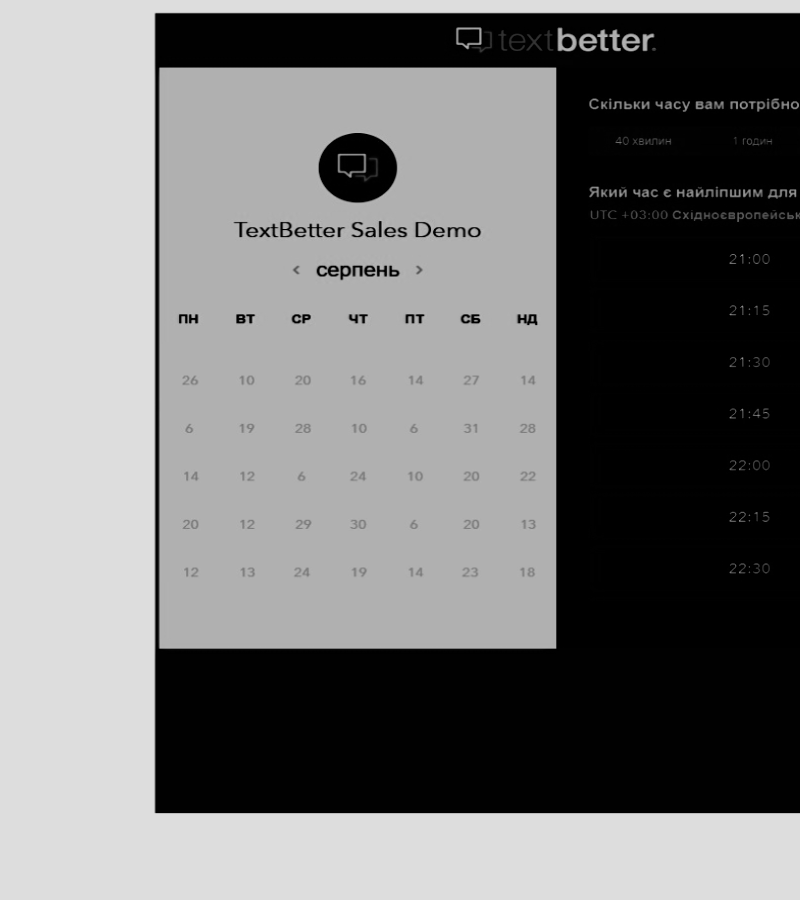 textbetter.
TextBetter Sales Demo
< серпень >
ПН ВТ СР ЧТ ПТ СБ НД
26 10 20 16 14 27 14
6 19 28 10 6 31 28
14 12 6 24 10 20 22
20 12 29 30 6 20 13
12 13 24 19 14 23 18
Скільки часу вам потрібно
40 хвилин 1 годин
Який час є найліпшим для
UTC +03:00 Східноєвропейськ
21:00
21:15
21:30
21:45
22:00
22:15
22:30